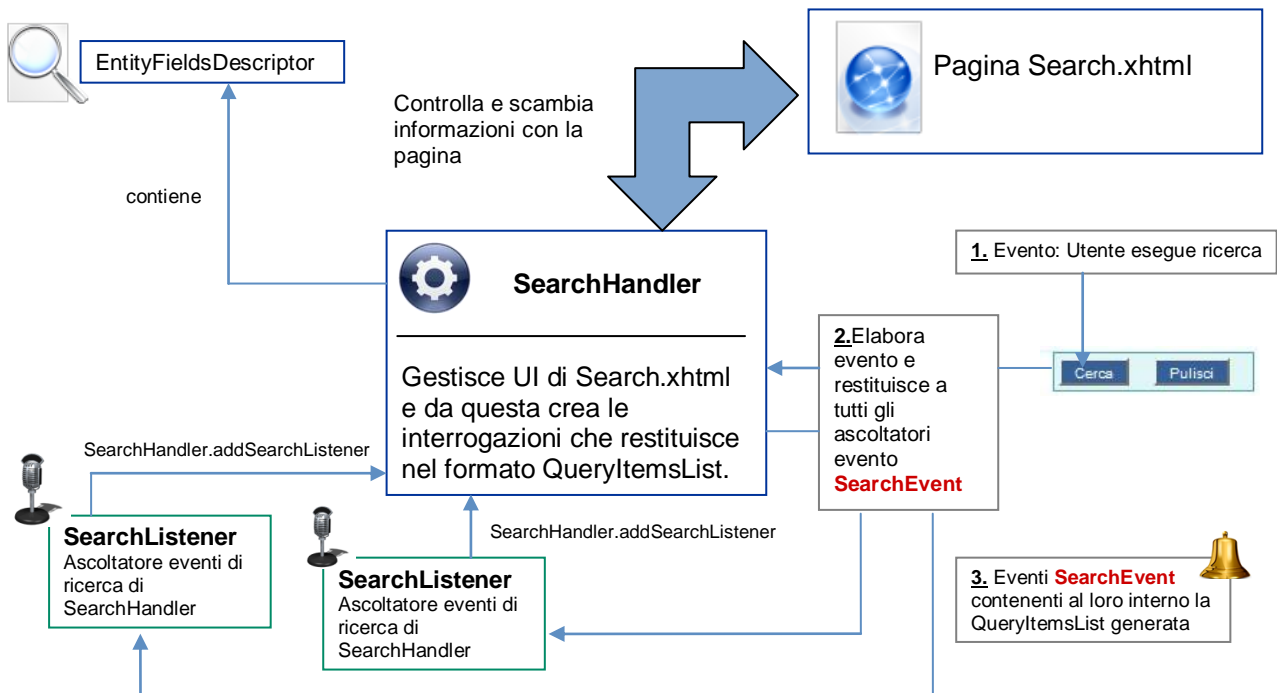 EntityFieldsDescriptor
Pagina Search.xhtml
Controlla e scambia
informazioni con la
pagina
contiene
SearchHandler
Gestisce UI di Search.xhtml
e da questa crea le
interrogazioni che restituisce
nel formato QueryItemsList.
1. Evento: Utente esegue ricerca
2.Elabora
evento e
restituisce a
tutti gli
ascoltatori
evento
SearchEvent
Cerca
Pulisci
SearchHandler.addSearchListener
SearchListener
Ascoltatore eventi di
ricerca di
SearchHandler
SearchHandler.addSearchListener
SearchListener
Ascoltatore eventi di
ricerca di
SearchHandler
3. Eventi SearchEvent
contenenti al loro interno la
QueryItemsList generata